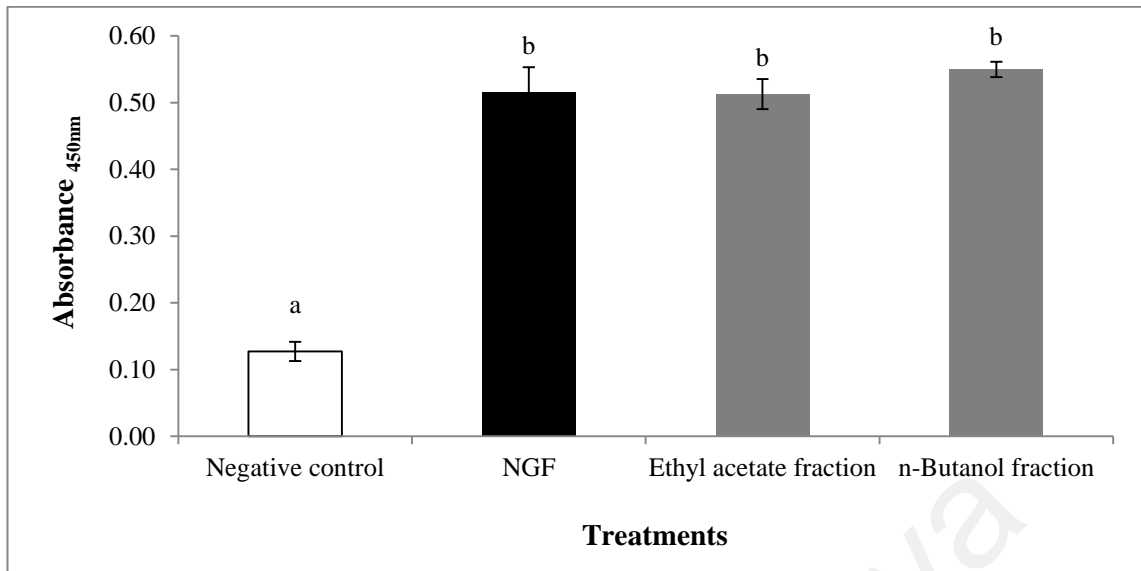 0.60
0.50
0.40
0.30
0.20
0.10
0.00
Absorbance 450nm
a
b
b
b
Negative control
NGF
Ethyl acetate fraction
n-Butanol fraction
Treatments